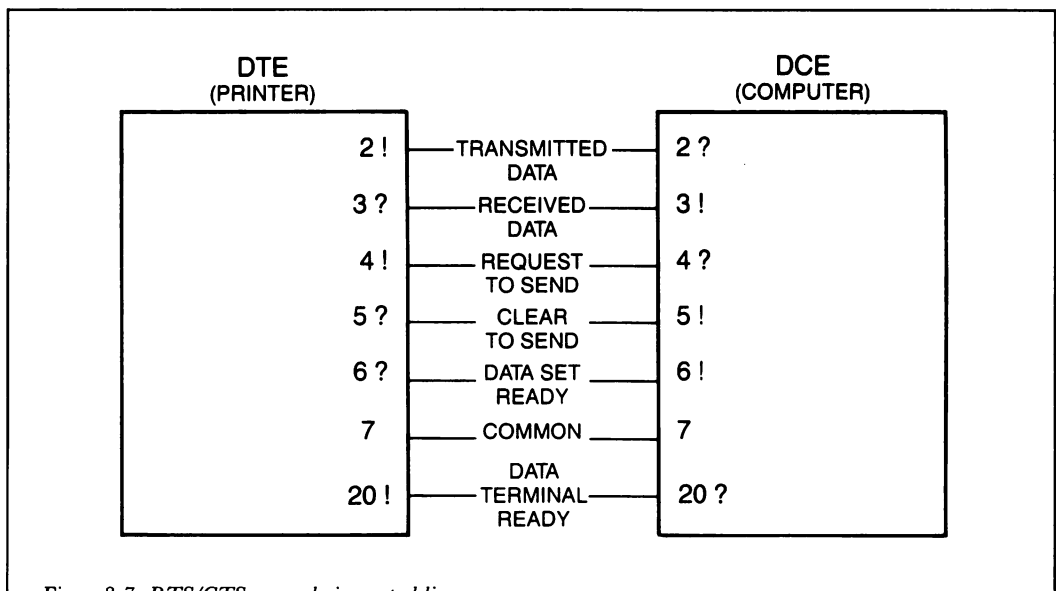 DTE
(PRINTER)
DCE
(COMPUTER)
2 !
TRANSMITTED
DATA
2 ?
3 ?
RECEIVED
DATA
3 !
4 !
REQUEST
TO SEND
4 ?
5 ?
CLEAR
TO SEND
5 !
6 ?
DATA SET
READY
6 !
7
COMMON
7
20 !
DATA
TERMINAL
READY
20 ?